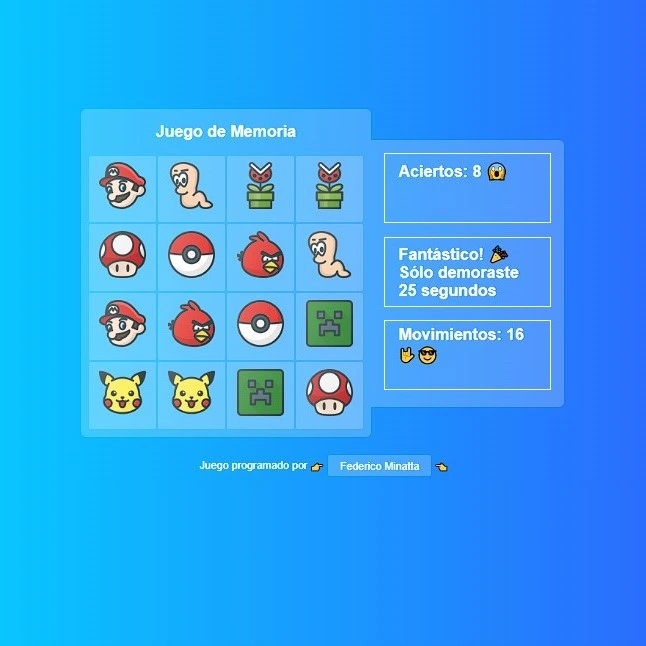 Juego de Memoria
Aciertos: 8 😱
Fantástico! 🎉
Sólo demoraste
25 segundos
Movimientos: 16
🤟😎
Juego programado por 👉 Federico Minatta 👈